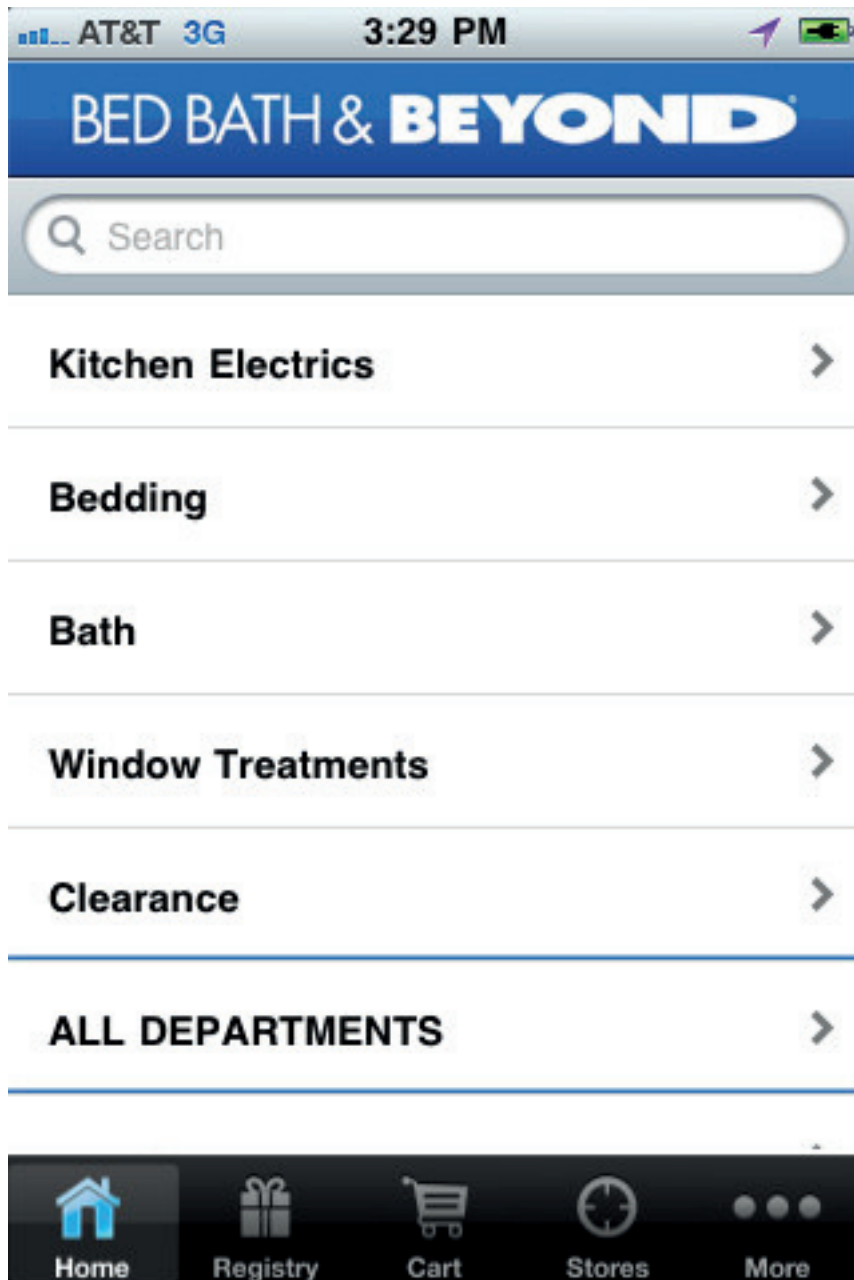 AT&T 3G 3:29 PM
BED BATH & BEYOND
Search
Kitchen Electrics
Bedding
Bath
Window Treatments
Clearance
ALL DEPARTMENTS
Home Registry Cart Stores More